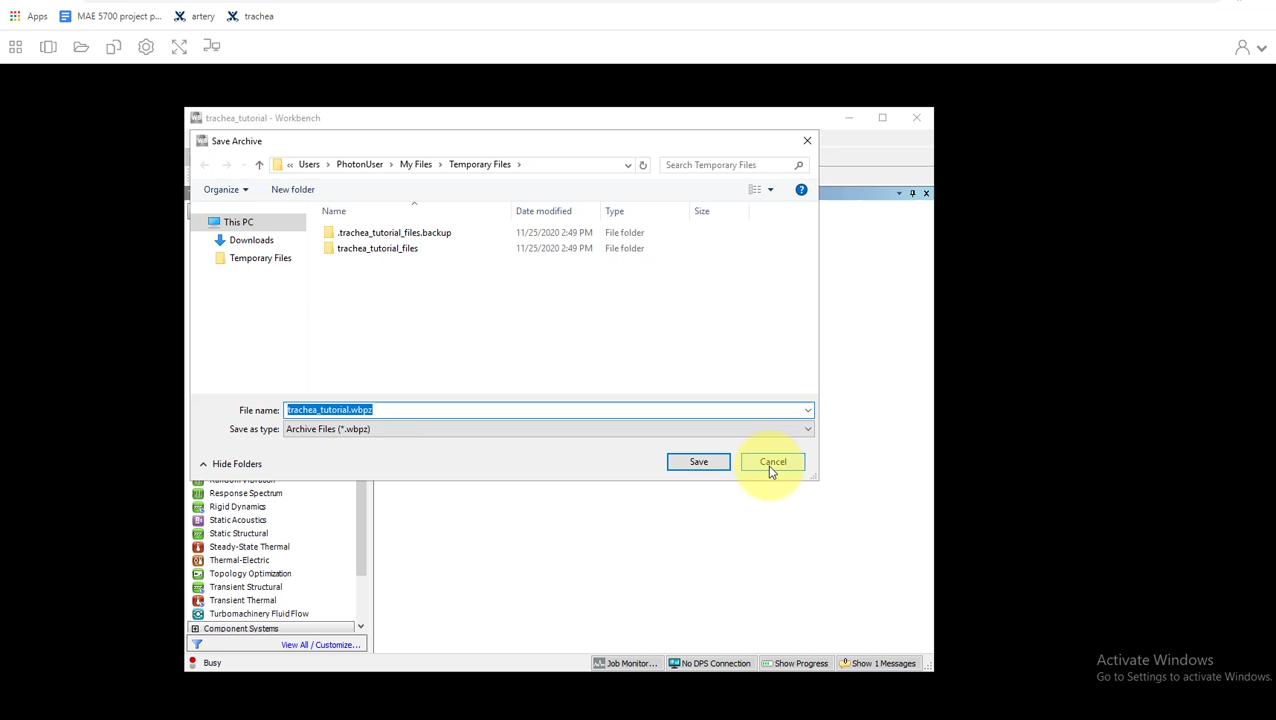 Apps MAE 5700 project p... artery trachea
trachea_tutorial - Workbench
Save Archive
« Users › PhotonUser › My Files › Temporary Files › Search Temporary Files
Organize New folder
Name Date modified Type Size
This PC
Downloads
Temporary Files
.trachea_tutorial_files.backup 11/25/2020 2:49 PM File folder
trachea_tutorial_files 11/25/2020 2:49 PM File folder
File name: trachea_tutorial.wbpz
Save as type: Archive Files (*.wbpz)
Hide Folders Save Cancel
Random Vibration
Response Spectrum
Rigid Dynamics
Static Acoustics
Static Structural
Steady-State Thermal
Thermal-Electric
Topology Optimization
Transient Structural
Transient Thermal
Turbomachinery Fluid Flow
Component Systems
View All / Customize...
Busy Job Monitor... No DPS Connection Show Progress Show 1 Messages
Activate Windows
Go to Settings to activate Windows.